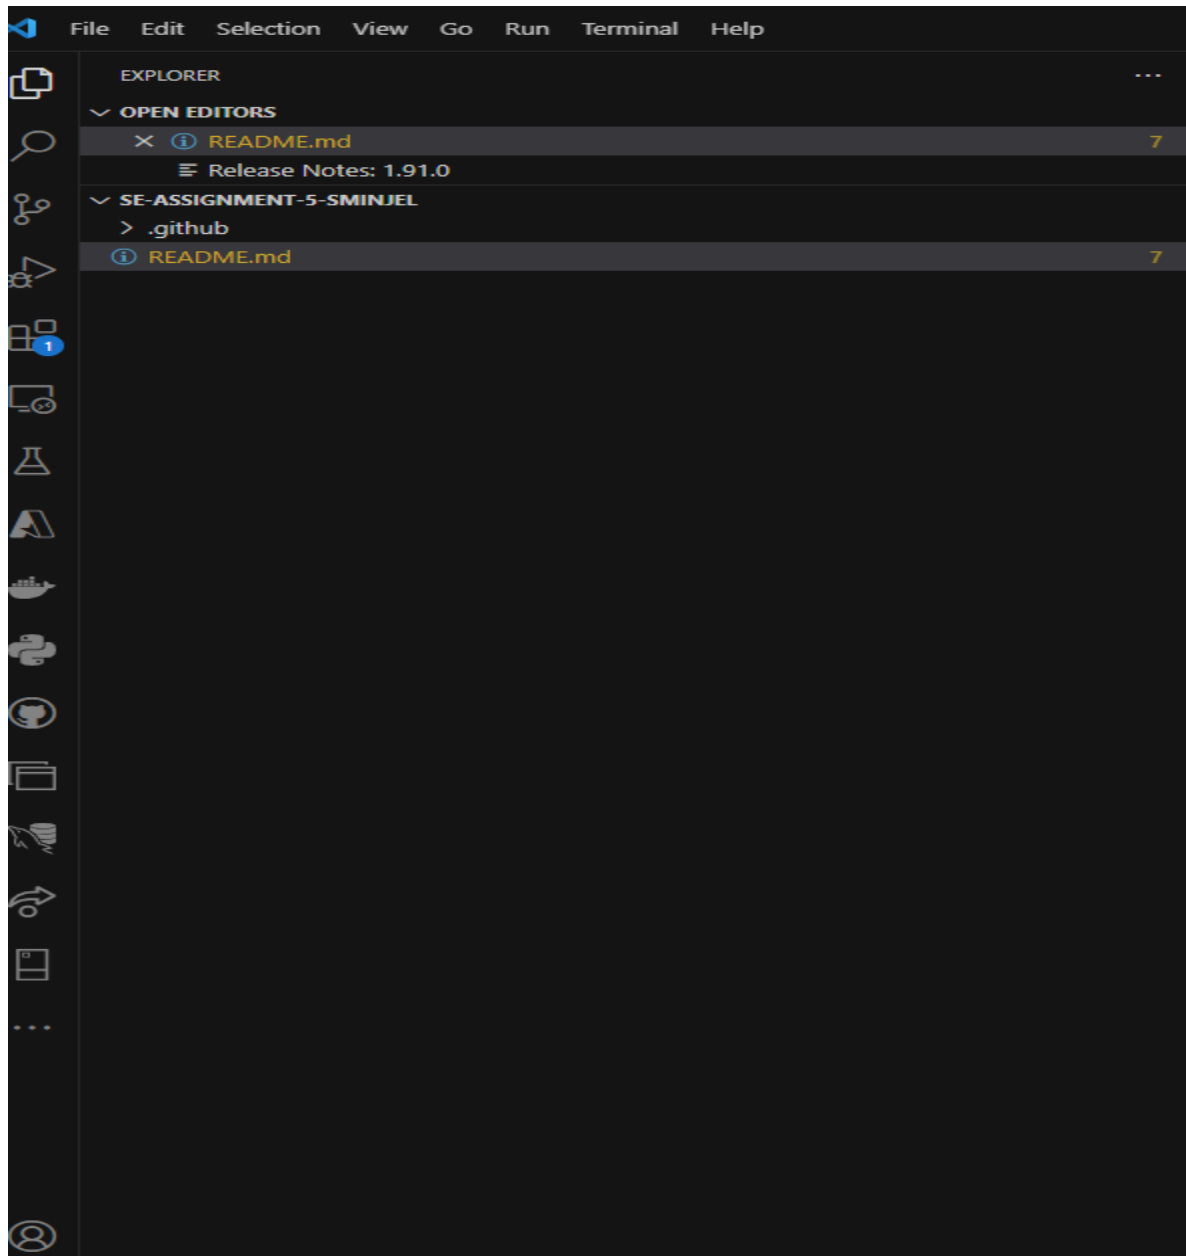 File Edit Selection View Go Run Terminal Help
EXPLORER
OPEN EDITORS
README.md 7
Release Notes: 1.91.0
SE-ASSIGNMENT-5-SMINJEL
.github
README.md 7
1